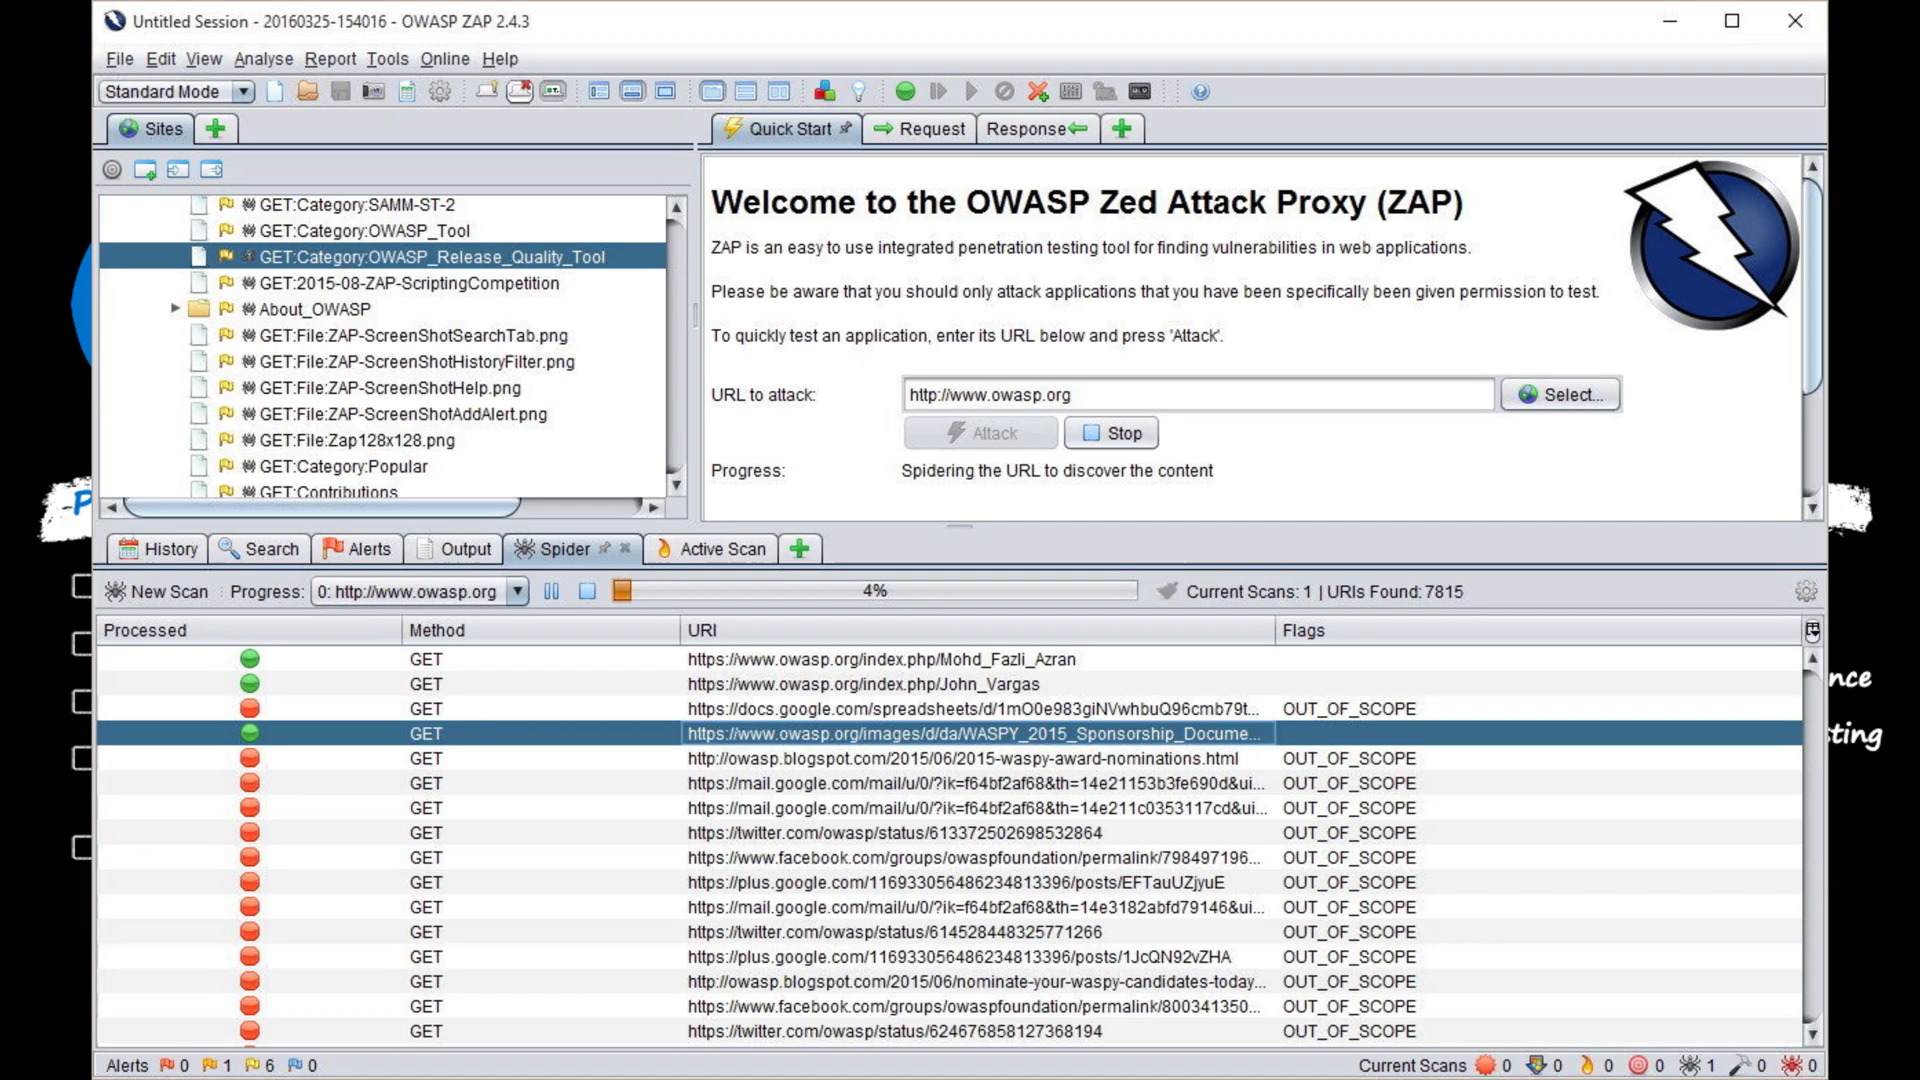 Untitled Session - 20160325-154016 - OWASP ZAP 2.4.3
File Edit View Analyse Report Tools Online Help
Standard Mode
Sites
Quick Start Request Response
GET:Category:SAMM-ST-2
GET:Category:OWASP_Tool
GET:Category:OWASP_Release_Quality_Tool
GET:2015-08-ZAP-ScriptingCompetition
About_OWASP
GET:File:ZAP-ScreenShotSearchTab.png
GET:File:ZAP-ScreenShotHistoryFilter.png
GET:File:ZAP-ScreenShotHelp.png
GET:File:ZAP-ScreenShotAddAlert.png
GET:File:Zap128x128.png
GET:Category:Popular
GET:Contributions
Welcome to the OWASP Zed Attack Proxy (ZAP)
ZAP is an easy to use integrated penetration testing tool for finding vulnerabilities in web applications.
Please be aware that you should only attack applications that you have been specifically been given permission to test.
To quickly test an application, enter its URL below and press 'Attack'.
URL to attack: http://www.owasp.org Select...
Attack Stop
Progress: Spidering the URL to discover the content
P
History Search Alerts Output Spider Active Scan
New Scan Progress: 0: http://www.owasp.org 4% Current Scans: 1 | URIs Found: 7815
Processed Method URI Flags
GET https://www.owasp.org/index.php/Mohd_Fazli_Azran
GET https://www.owasp.org/index.php/John_Vargas
GET https://docs.google.com/spreadsheets/d/1mO0e983giNVwhbuQ96cmb79t... OUT_OF_SCOPE
GET https://www.owasp.org/images/d/da/WASPY_2015_Sponsorship_Docume...
GET http://owasp.blogspot.com/2015/06/2015-waspy-award-nominations.html OUT_OF_SCOPE
GET https://mail.google.com/mail/u/0/?ik=f64bf2af68&th=14e21153b3fe690d&ui... OUT_OF_SCOPE
GET https://mail.google.com/mail/u/0/?ik=f64bf2af68&th=14e211c0353117cd&ui... OUT_OF_SCOPE
GET https://twitter.com/owasp/status/613372502698532864 OUT_OF_SCOPE
GET https://www.facebook.com/groups/owaspfoundation/permalink/798497196... OUT_OF_SCOPE
GET https://plus.google.com/116933056486234813396/posts/EFTauUZjyuE OUT_OF_SCOPE
GET https://mail.google.com/mail/u/0/?ik=f64bf2af68&th=14e3182abfd79146&ui... OUT_OF_SCOPE
GET https://twitter.com/owasp/status/614528448325771266 OUT_OF_SCOPE
GET https://plus.google.com/116933056486234813396/posts/1JcQN92vZHA OUT_OF_SCOPE
GET http://owasp.blogspot.com/2015/06/nominate-your-waspy-candidates-today... OUT_OF_SCOPE
GET https://www.facebook.com/groups/owaspfoundation/permalink/800341350... OUT_OF_SCOPE
GET https://twitter.com/owasp/status/624676858127368194 OUT_OF_SCOPE
nce
sting
Alerts 0 1 6 0 Current Scans 0 0 0 0 1 0 0